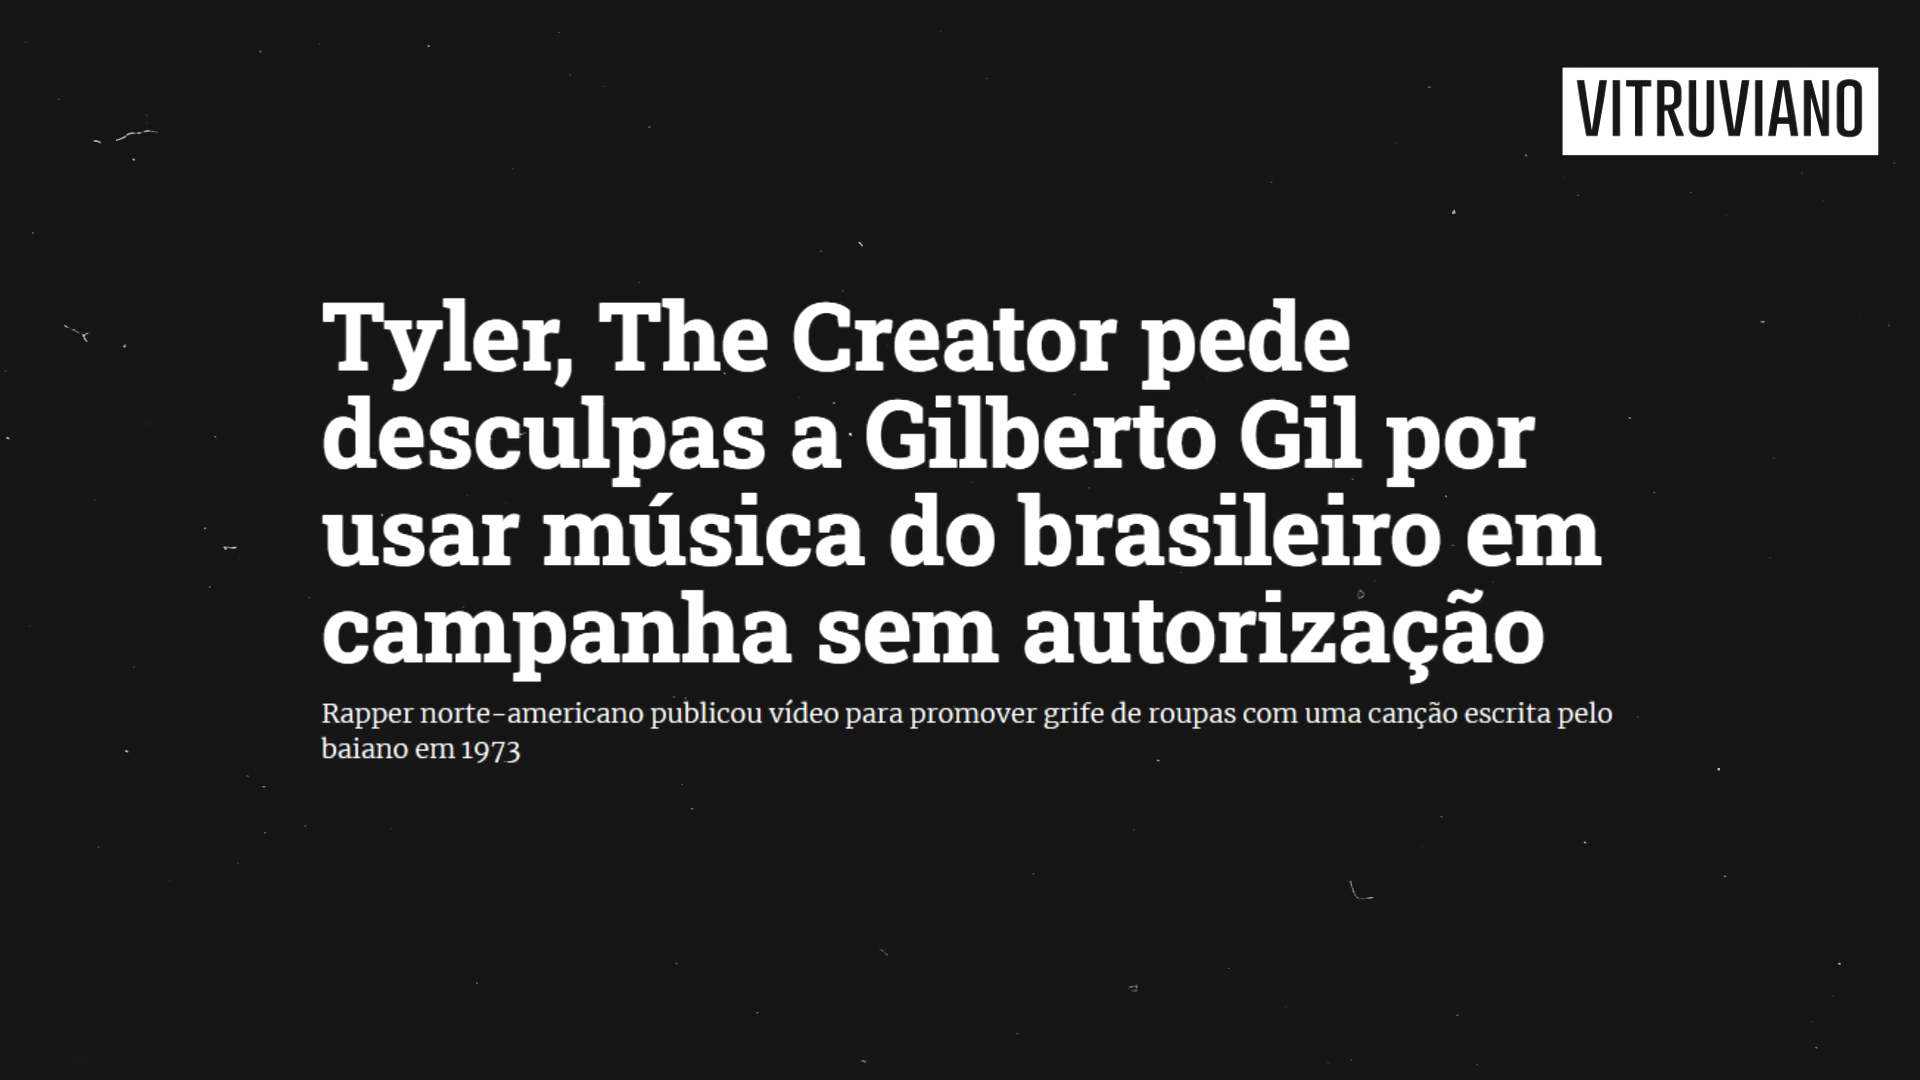 VITRUVIANO
Tyler, The Creator pede
desculpas a Gilberto Gil por
usar música do brasileiro em
campanha sem autorização
Rapper norte-americano publicou vídeo para promover grife de roupas com uma canção escrita pelo
baiano em 1973